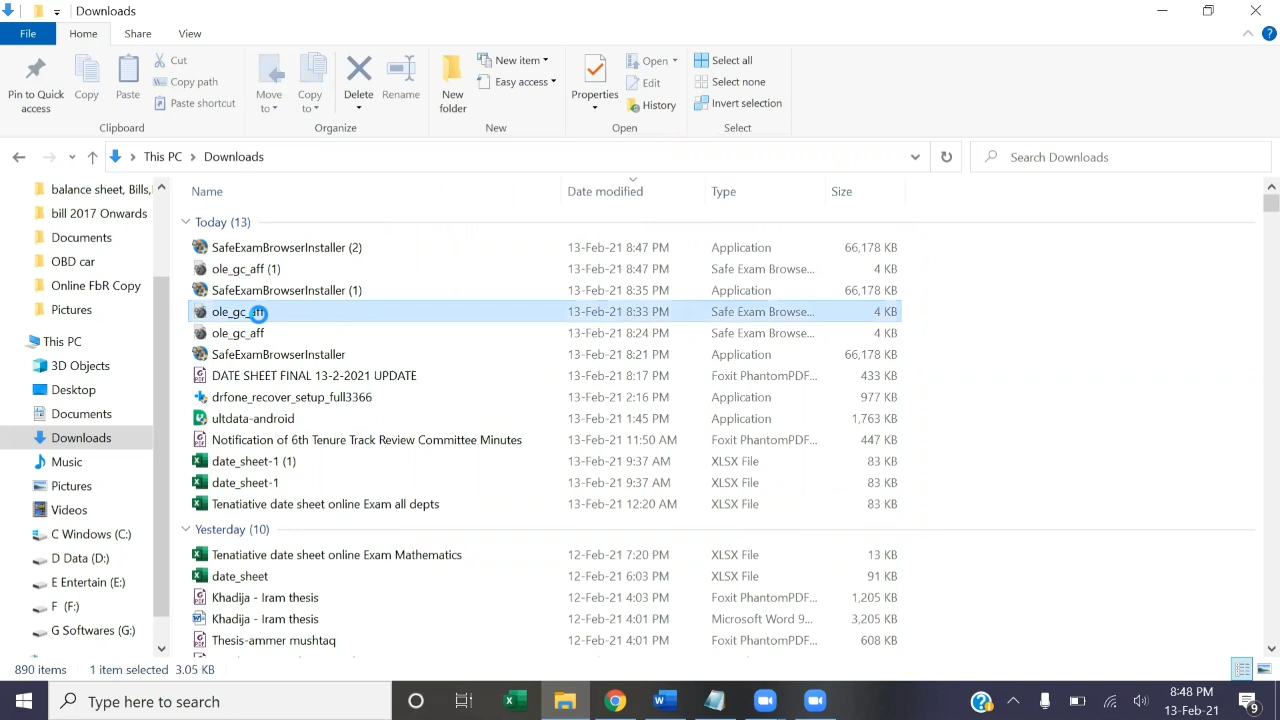 Downloads
File Home Share View
Pin to Quick access
Copy
Paste
Cut
Copy path
Paste shortcut
Clipboard
Move to
Copy to
Delete
Rename
Organize
New folder
New item
Easy access
New
Properties
Open
Edit
History
Open
Select all
Select none
Invert selection
Select
This PC Downloads
Search Downloads
balance sheet, Bills,
bill 2017 Onwards
Documents
OBD car
Online FbR Copy
Pictures
This PC
3D Objects
Desktop
Documents
Downloads
Music
Pictures
Videos
C Windows (C:)
D Data (D:)
E Entertain (E:)
F (F:)
G Softwares (G:)
Name Date modified Type Size
Today (13)
SafeExamBrowserInstaller (2) 13-Feb-21 8:47 PM Application 66,178 KB
ole_gc_aff (1) 13-Feb-21 8:47 PM Safe Exam Browse... 4 KB
SafeExamBrowserInstaller (1) 13-Feb-21 8:35 PM Application 66,178 KB
ole_gc_aff 13-Feb-21 8:33 PM Safe Exam Browse... 4 KB
ole_gc_aff 13-Feb-21 8:24 PM Safe Exam Browse... 4 KB
SafeExamBrowserInstaller 13-Feb-21 8:21 PM Application 66,178 KB
DATE SHEET FINAL 13-2-2021 UPDATE 13-Feb-21 8:17 PM Foxit PhantomPDF... 433 KB
drfone_recover_setup_full3366 13-Feb-21 2:16 PM Application 977 KB
ultdata-android 13-Feb-21 1:45 PM Application 1,763 KB
Notification of 6th Tenure Track Review Committee Minutes 13-Feb-21 11:50 AM Foxit PhantomPDF... 447 KB
date_sheet-1 (1) 13-Feb-21 9:37 AM XLSX File 83 KB
date_sheet-1 13-Feb-21 9:37 AM XLSX File 83 KB
Tenatiative date sheet online Exam all depts 13-Feb-21 12:20 AM XLSX File 83 KB
Yesterday (10)
Tenatiative date sheet online Exam Mathematics 12-Feb-21 7:20 PM XLSX File 13 KB
date_sheet 12-Feb-21 6:03 PM XLSX File 91 KB
Khadija - Iram thesis 12-Feb-21 4:03 PM Foxit PhantomPDF... 1,205 KB
Khadija - Iram thesis 12-Feb-21 4:01 PM Microsoft Word 9... 3,205 KB
Thesis-ammer mushtaq 12-Feb-21 4:01 PM Foxit PhantomPDF... 608 KB
890 items 1 item selected 3.05 KB
Type here to search
8:48 PM
13-Feb-21
9